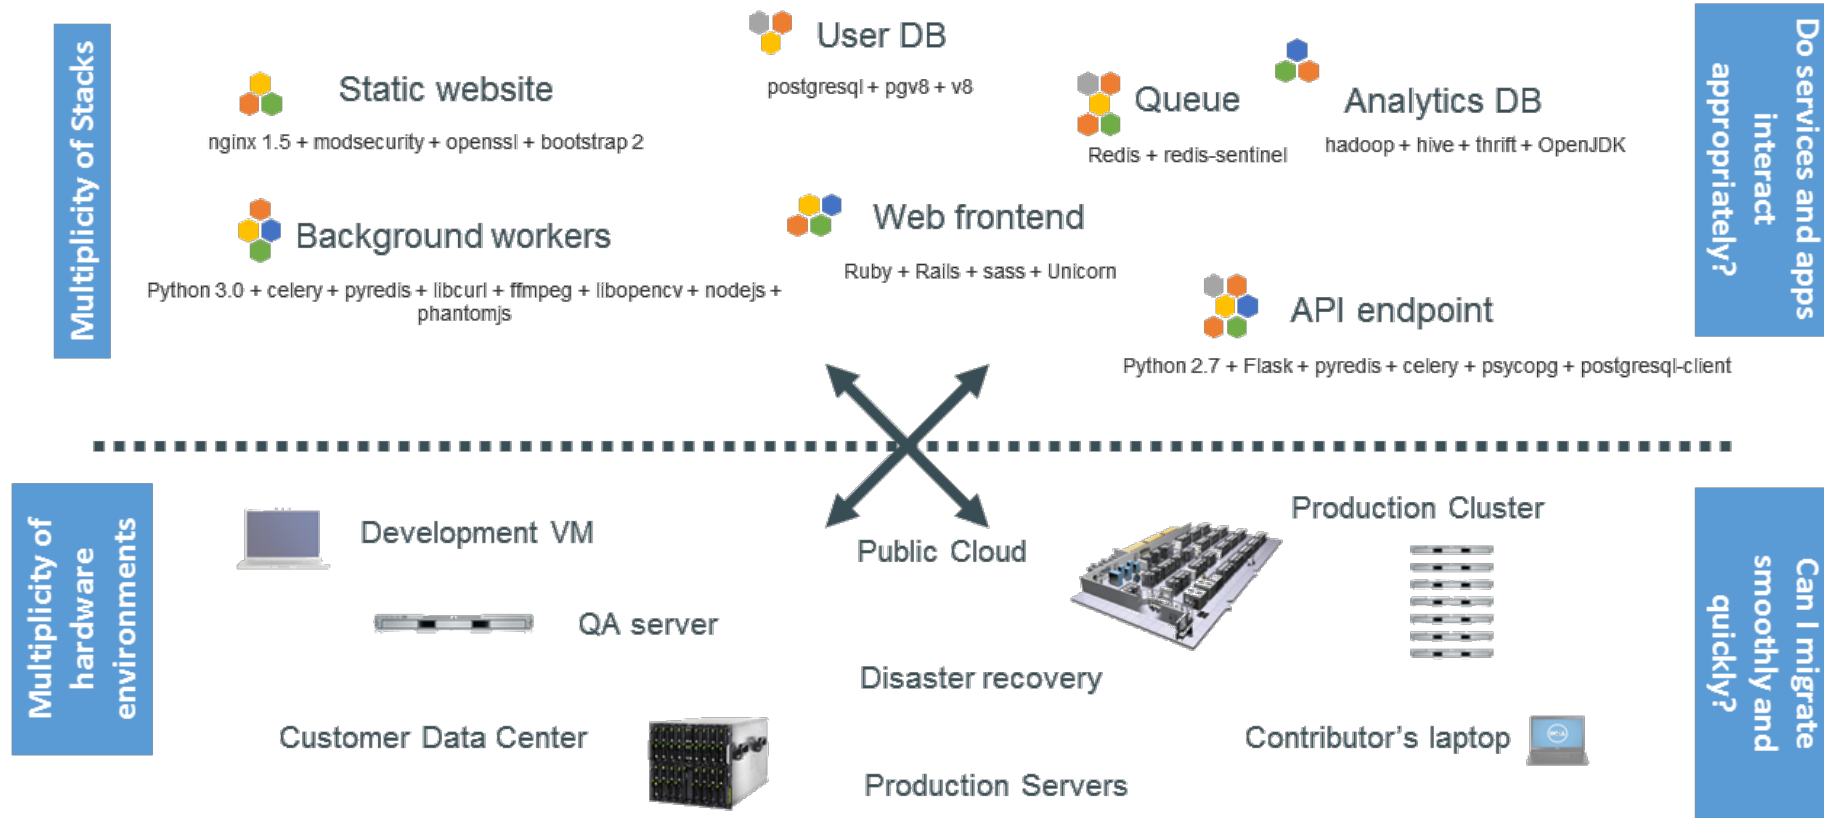 Multiplicity of Stacks
User DB
postgresql + pgv8 + v8
Static website
nginx 1.5 + modsecurity + openssl + bootstrap 2
Queue
Redis + redis-sentinel
Analytics DB
hadoop + hive + thrift + OpenJDK
Background workers
Python 3.0 + celery + pyredis + libcurl + ffmpeg + libopencv + nodejs +
phantomjs
Web frontend
Ruby + Rails + sass + Unicorn
API endpoint
Python 2.7 + Flask + pyredis + celery + psycopg + postgresql-client
Do services and apps
interact
appropriately?
Multiplicity of
hardware
environments
Development VM
QA server
Customer Data Center
Public Cloud
Disaster recovery
Production Servers
Production Cluster
Contributor's laptop
DELL
Can I migrate
smoothly and
quickly?